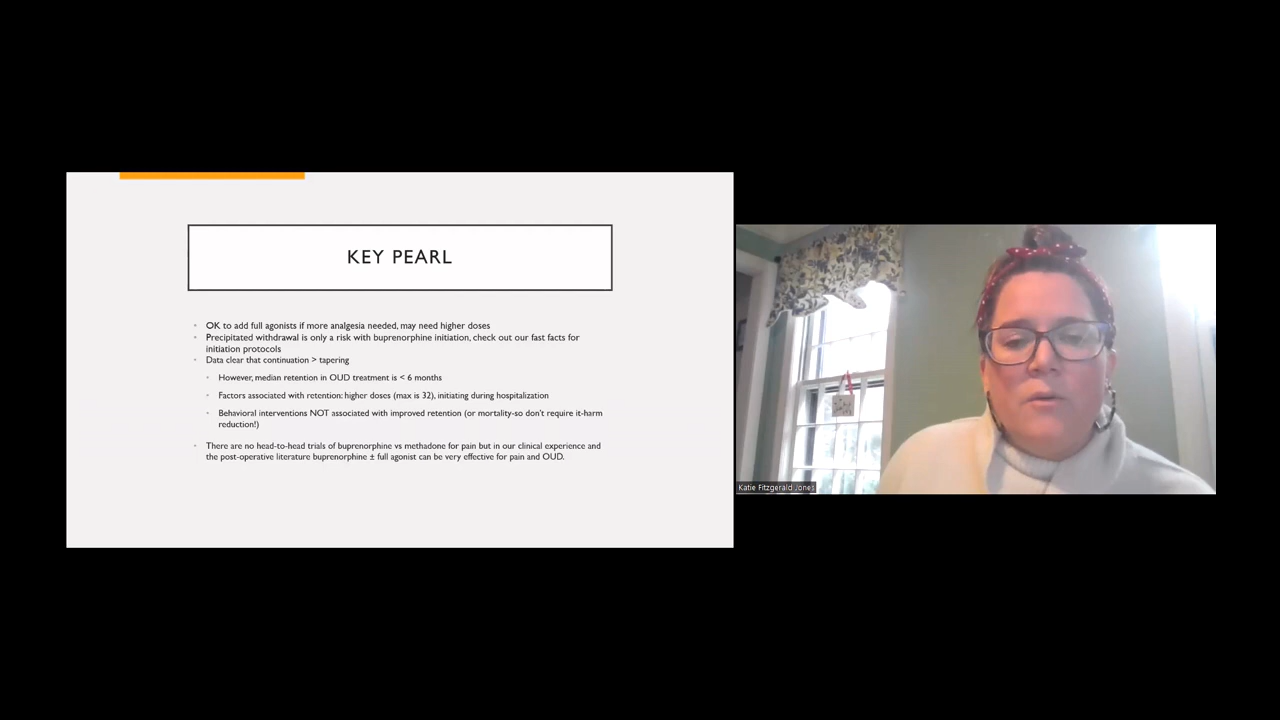 KEY PEARL
• OK to add full agonists if more analgesia needed, may need higher doses
• Precipitated withdrawal is only a risk with buprenorphine initiation, check out our fast facts for
initiation protocols
• Data clear that continuation > tapering
• However, median retention in OUD treatment is < 6 months
• Factors associated with retention: higher doses (max is 32), initiating during hospitalization
• Behavioral interventions NOT associated with improved retention (or mortality-so don't require it-harm
reduction!)
• There are no head-to-head trials of buprenorphine vs methadone for pain but in our clinical experience and
the post-operative literature buprenorphine ± full agonist can be very effective for pain and OUD.
Katie Fitzgerald Jones